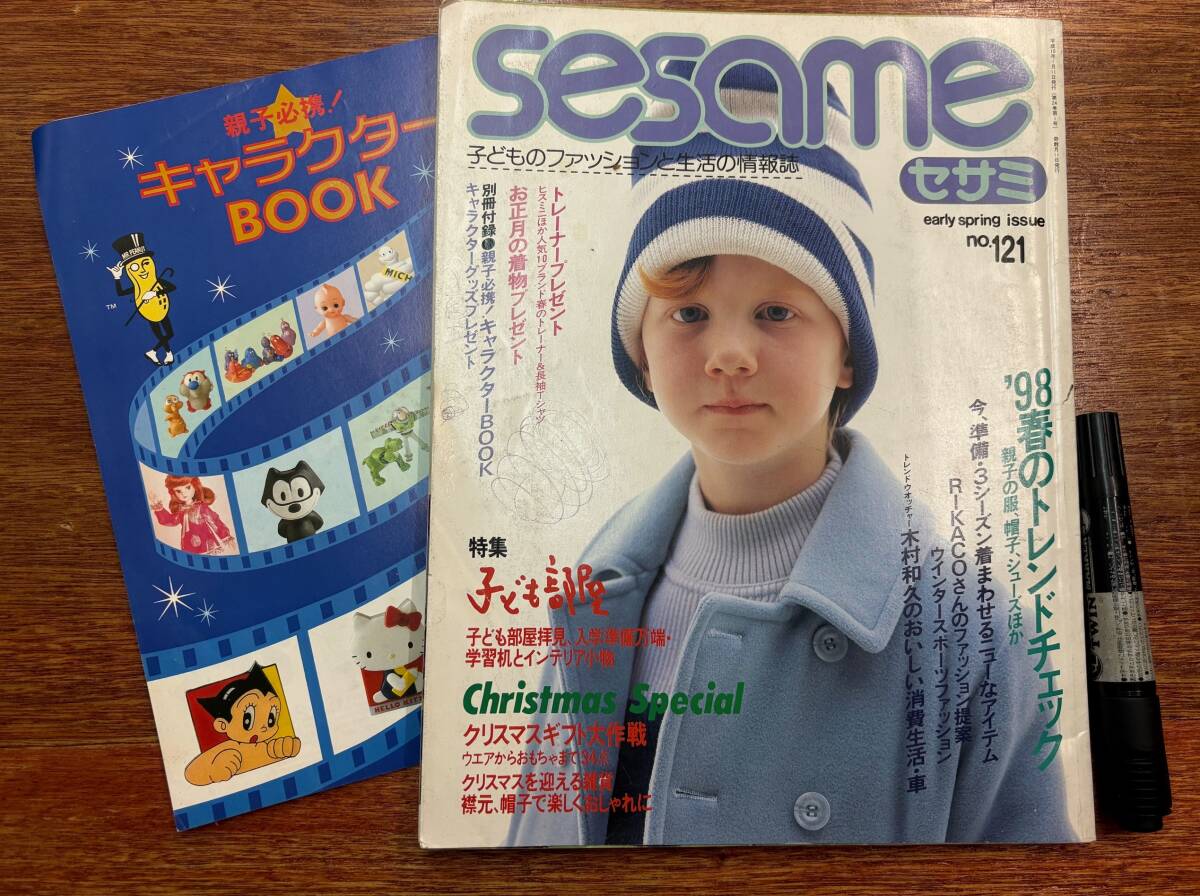 親子必携!
キャラクター
BOOK
MR. PEANUT
TM
MICH
HELLO KITTY
sesame
子どものファッションと生活の情報誌
セサミ
early spring issue
no.121
トレーナープレゼント
ヒスミニほか人気10ブランド春のトレーナー&長袖Tシャツ
お正月の着物プレゼント
別冊付録 親子必携!キャラクターBOOK
キャラクターグッズプレゼント
'98春のトレンドチェック
親子の服、帽子、シューズほか
今、準備・3シーズン着まわせるニューなアイテム
RIKACOさんのファッション提案
ウインタースポーツファッション
トレンドウオッチャー木村和久のおいしい消費生活・車
特集
子ども部屋
子ども部屋拝見、入学準備万端・
学習机とインテリア小物
Christmas Special
クリスマスギフト大作戦
ウエアからおもちゃまで34点
クリスマスを迎える雑貨
襟元、帽子で楽しくおしゃれに